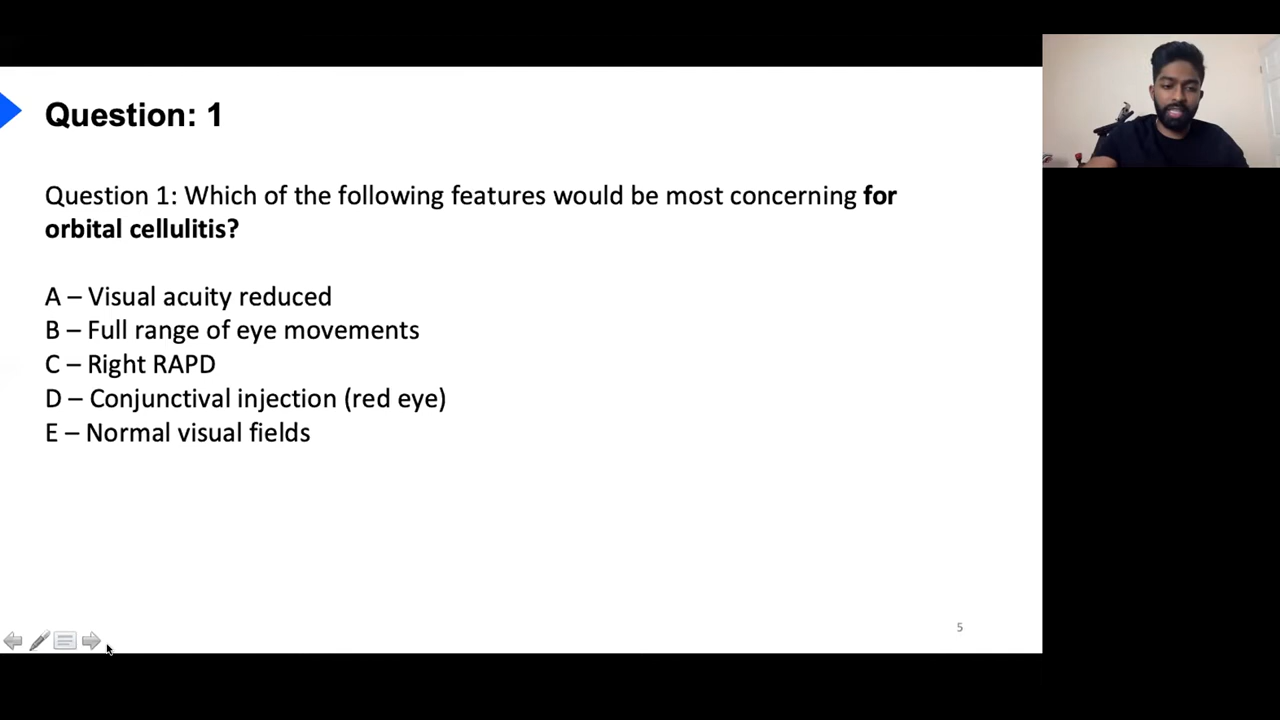 Question: 1
Question 1: Which of the following features would be most concerning for
orbital cellulitis?
A – Visual acuity reduced
B – Full range of eye movements
C – Right RAPD
D – Conjunctival injection (red eye)
E – Normal visual fields
5